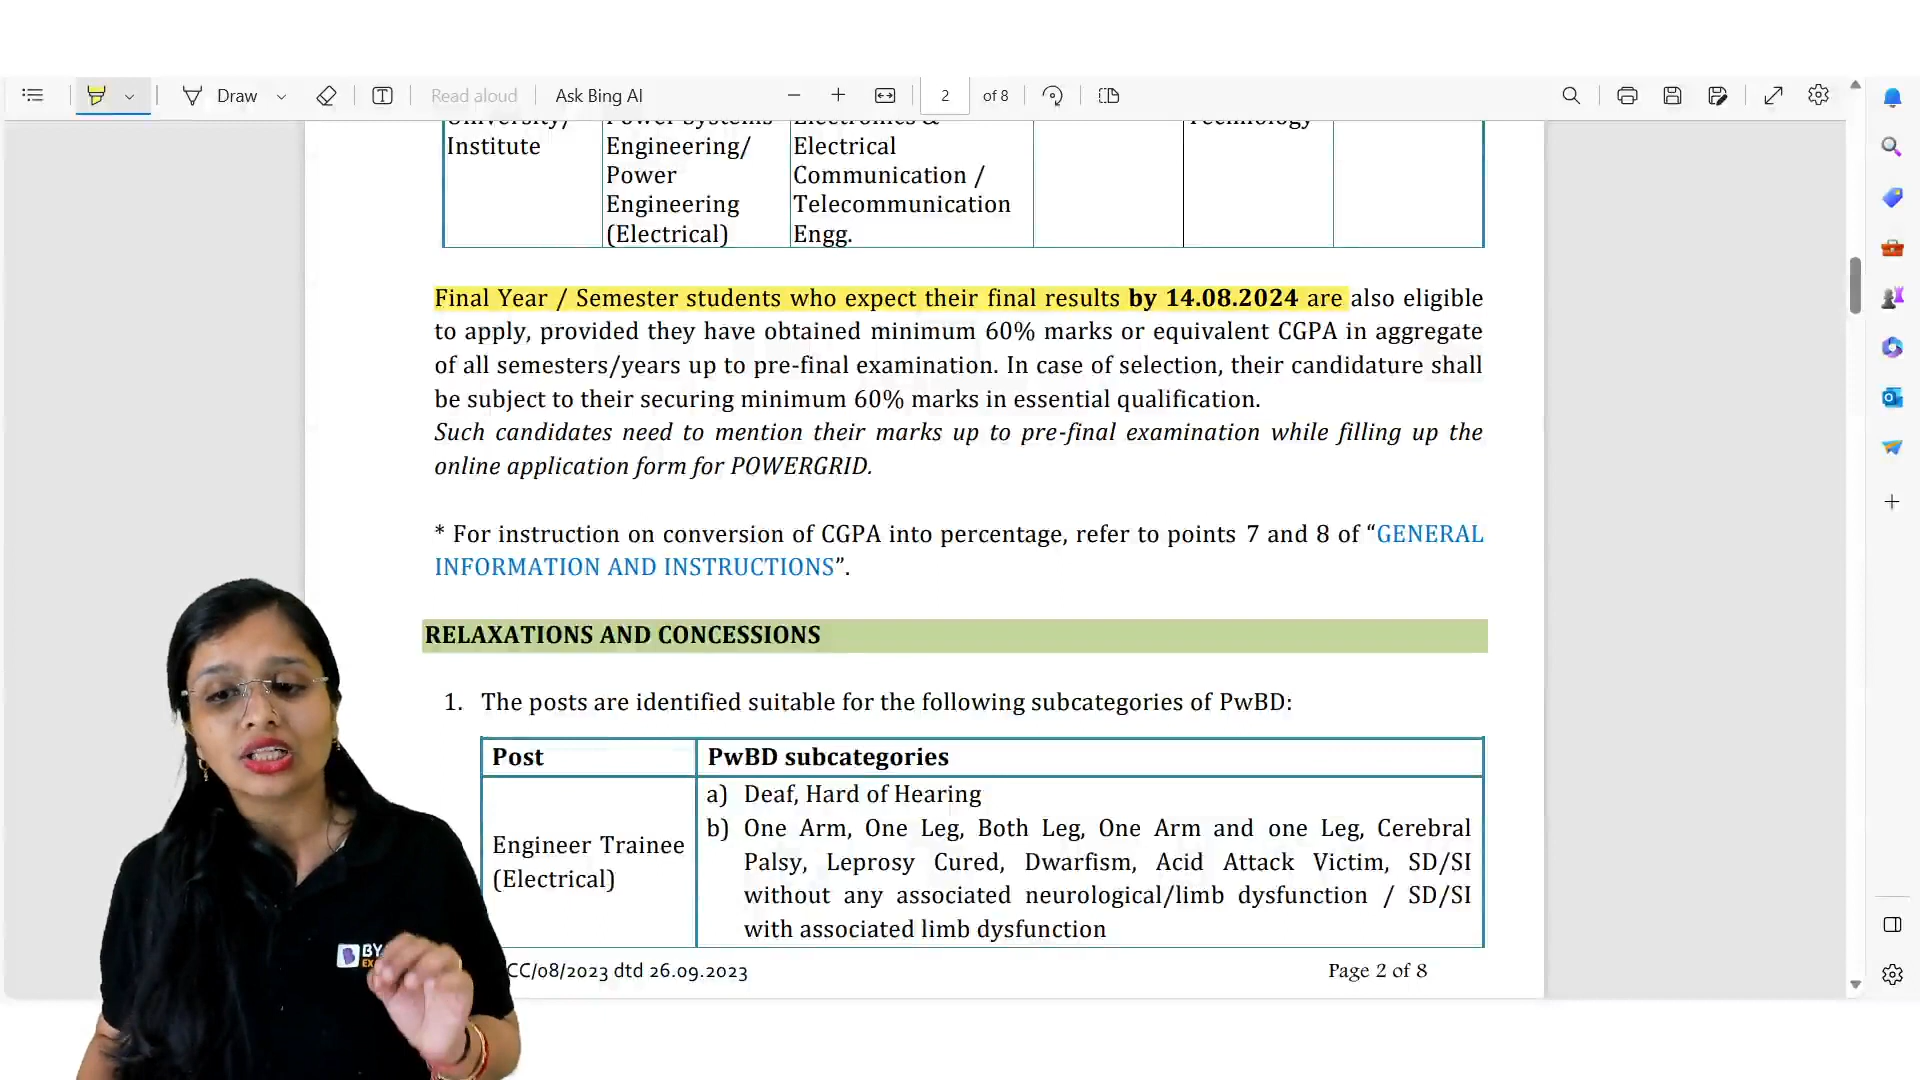 Draw
Read aloud
Ask Bing AI
2
of 8
University/
Institute
Power Systems
Engineering/
Power
Engineering
(Electrical)
Electronics &
Electrical
Communication /
Telecommunication
Engg.
Technology
Final Year / Semester students who expect their final results by 14.08.2024 are also eligible
to apply, provided they have obtained minimum 60% marks or equivalent CGPA in aggregate
of all semesters/years up to pre-final examination. In case of selection, their candidature shall
be subject to their securing minimum 60% marks in essential qualification.
Such candidates need to mention their marks up to pre-final examination while filling up the
online application form for POWERGRID.
* For instruction on conversion of CGPA into percentage, refer to points 7 and 8 of “GENERAL
INFORMATION AND INSTRUCTIONS”.
RELAXATIONS AND CONCESSIONS
1. The posts are identified suitable for the following subcategories of PwBD:
Post
PwBD subcategories
Engineer Trainee
(Electrical)
a) Deaf, Hard of Hearing
b) One Arm, One Leg, Both Leg, One Arm and one Leg, Cerebral
Palsy, Leprosy Cured, Dwarfism, Acid Attack Victim, SD/SI
without any associated neurological/limb dysfunction / SD/SI
with associated limb dysfunction
CC/08/2023 dtd 26.09.2023
Page 2 of 8